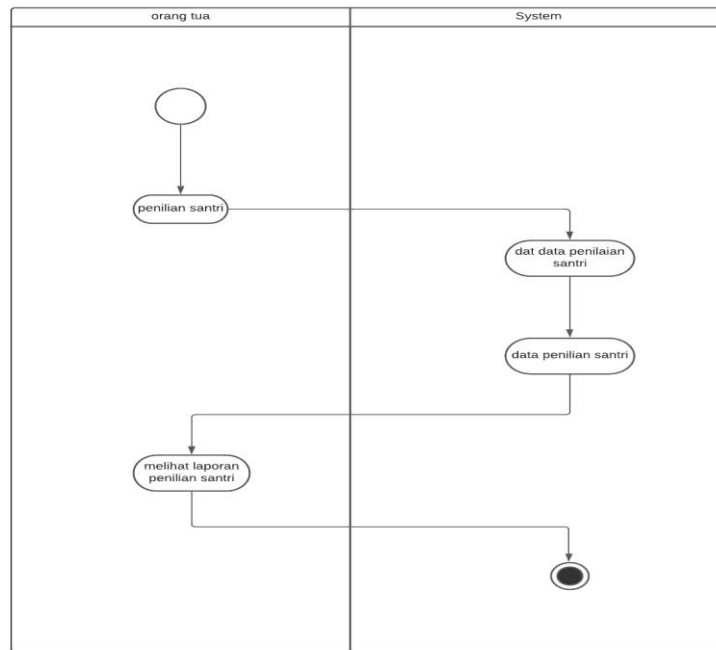 orang tua
System
penilian santri
dat data penilaian
santri
data penilian santri
melihat laporan
penilian santri